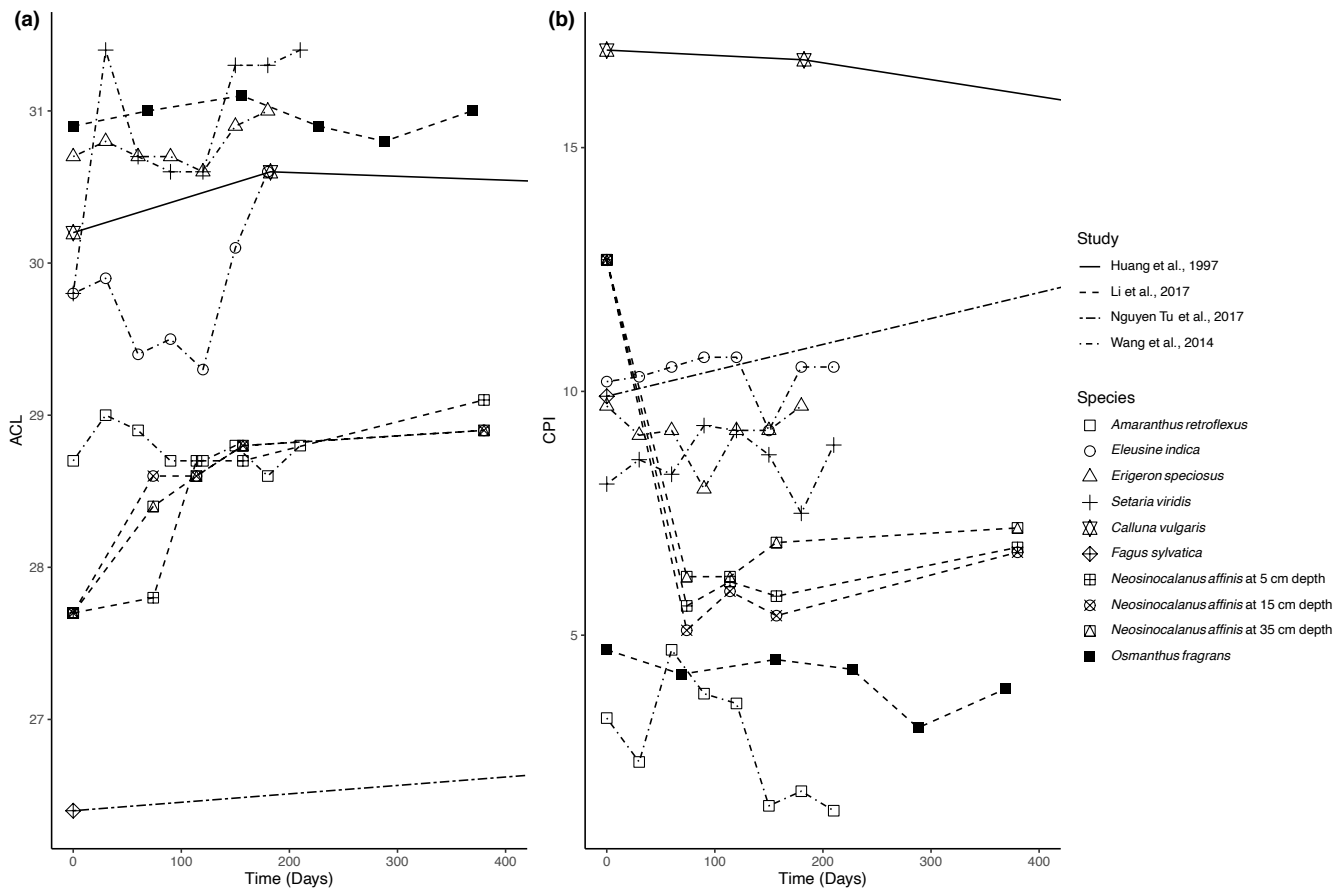 (a)
31
30
29
28
27
ACL
0
100
200
300
400
Time (Days)
(b)
15
10
5
CPI
0
100
200
300
400
Time (Days)
Study
Huang et al., 1997
Li et al., 2017
Nguyen Tu et al., 2017
Wang et al., 2014
Species
Amaranthus retroflexus
Eleusine indica
Erigeron speciosus
Setaria viridis
Calluna vulgaris
Fagus sylvatica
Neosinocalanus affinis at 5 cm depth
Neosinocalanus affinis at 15 cm depth
Neosinocalanus affinis at 35 cm depth
Osmanthus fragrans